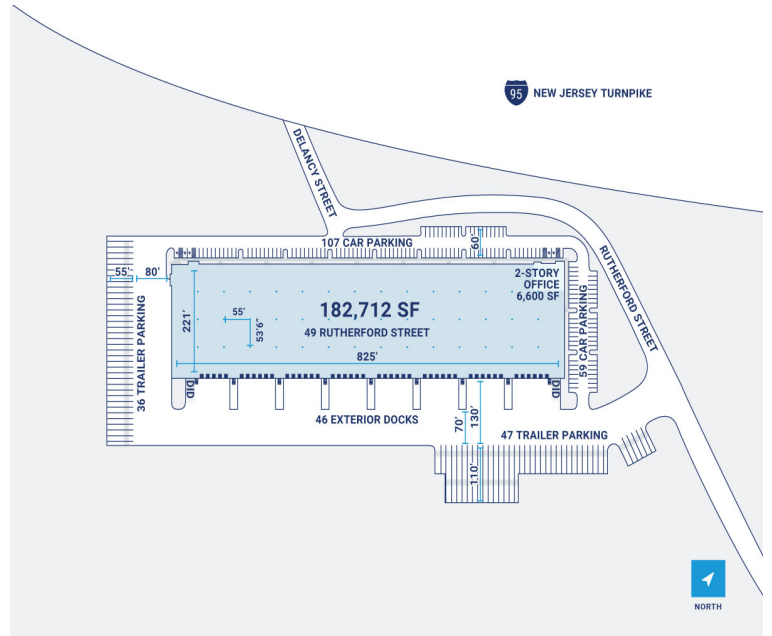 95
NEW JERSEY TURNPIKE
DELANCY STREET
107 CAR PARKING
60'
RUTHERFORD STREET
55'
80'
2-STORY
OFFICE
6,600 SF
182,712 SF
49 RUTHERFORD STREET
55'
53'6"
221'
825'
36 TRAILER PARKING
59 CAR PARKING
DID
DID
46 EXTERIOR DOCKS
70'
130'
47 TRAILER PARKING
110'
NORTH